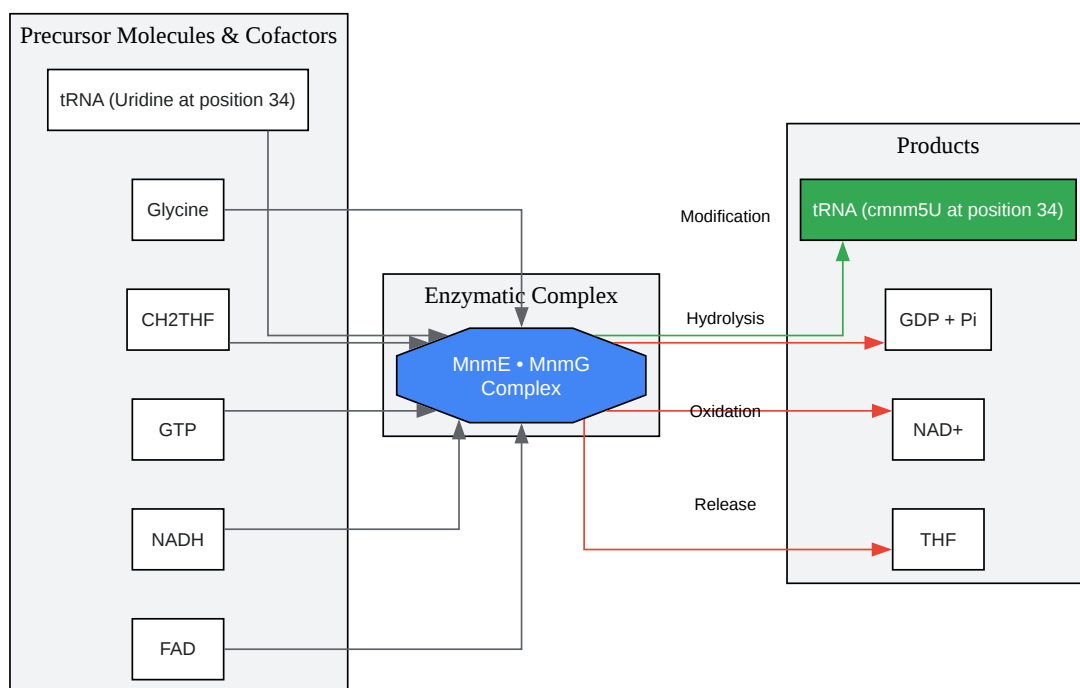 Precursor Molecules & Cofactors
tRNA (Uridine at position 34)
Glycine
CH2THF
GTP
NADH
FAD
Enzymatic Complex
MnmE • MnmG
Complex
Modification
Hydrolysis
Oxidation
Release
Products
tRNA (cmnm5U at position 34)
GDP + Pi
NAD+
THF